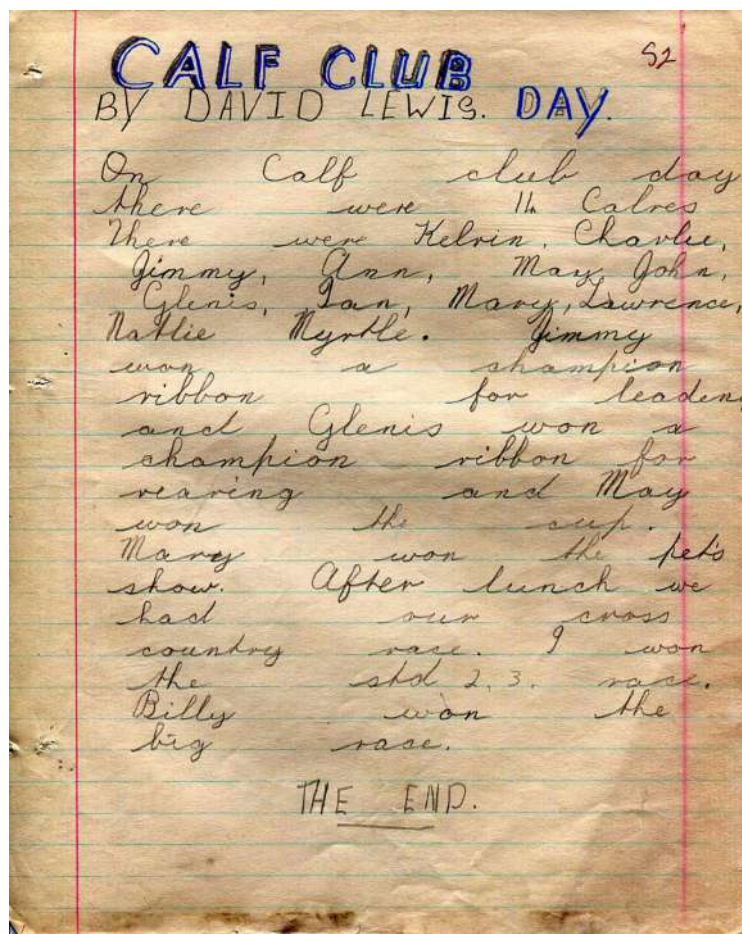 CALF CLUB S2
BY DAVID LEWIS. DAY.
On Calf club day
there were 14 Calves
There were Kelvin, Charlie,
Jimmy, Ann, May, John,
Glenis, Ian, Mary, Lawrence,
Natlie Myrtle. Jimmy
won a champion
ribbon for leading
and Glenis won a
champion ribbon for
rearing and May
won the cup.
Mary won the pets
show. After lunch we
had our cross
country race. I won
the std 2, 3. race.
Billy won the
big race.
THE END.